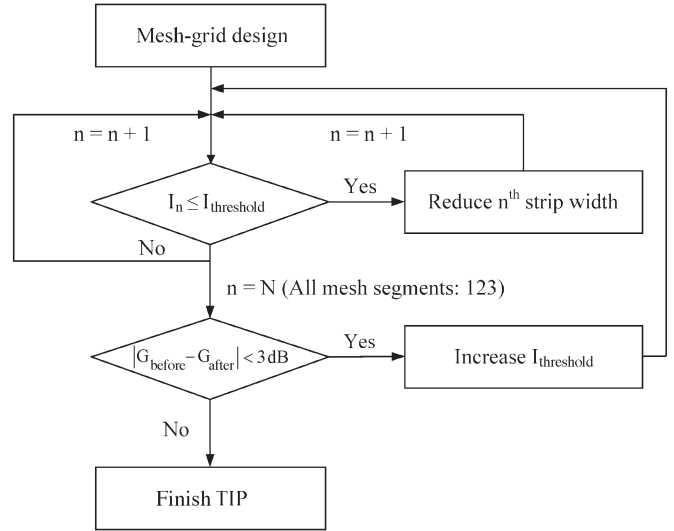 Mesh-grid design
n = n + 1
n = n + 1
Iₙ ≤ I_threshold
Yes
Reduce nᵗʰ strip width
No
n = N (All mesh segments: 123)
|G_before − G_after| < 3 dB
Yes
Increase I_threshold
No
Finish TIP